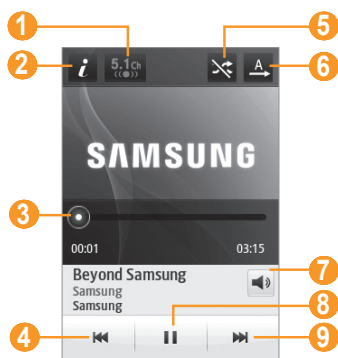 1 5
2 i 5.1Ch A 6
SAMSUNG
3
00:01 03:15
Beyond Samsung 7
Samsung
Samsung 8
4 9